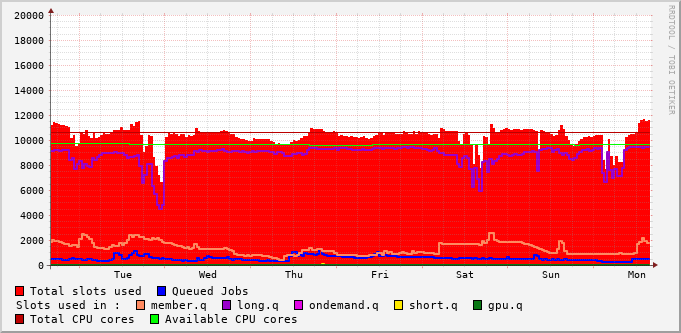 20000
18000
16000
14000
12000
10000
8000
6000
4000
2000
0
Tue Wed Thu Fri Sat Sun Mon
RRDTOOL / TOBI OETIKER
Total slots used Queued Jobs
Slots used in : member.q long.q ondemand.q short.q gpu.q
Total CPU cores Available CPU cores